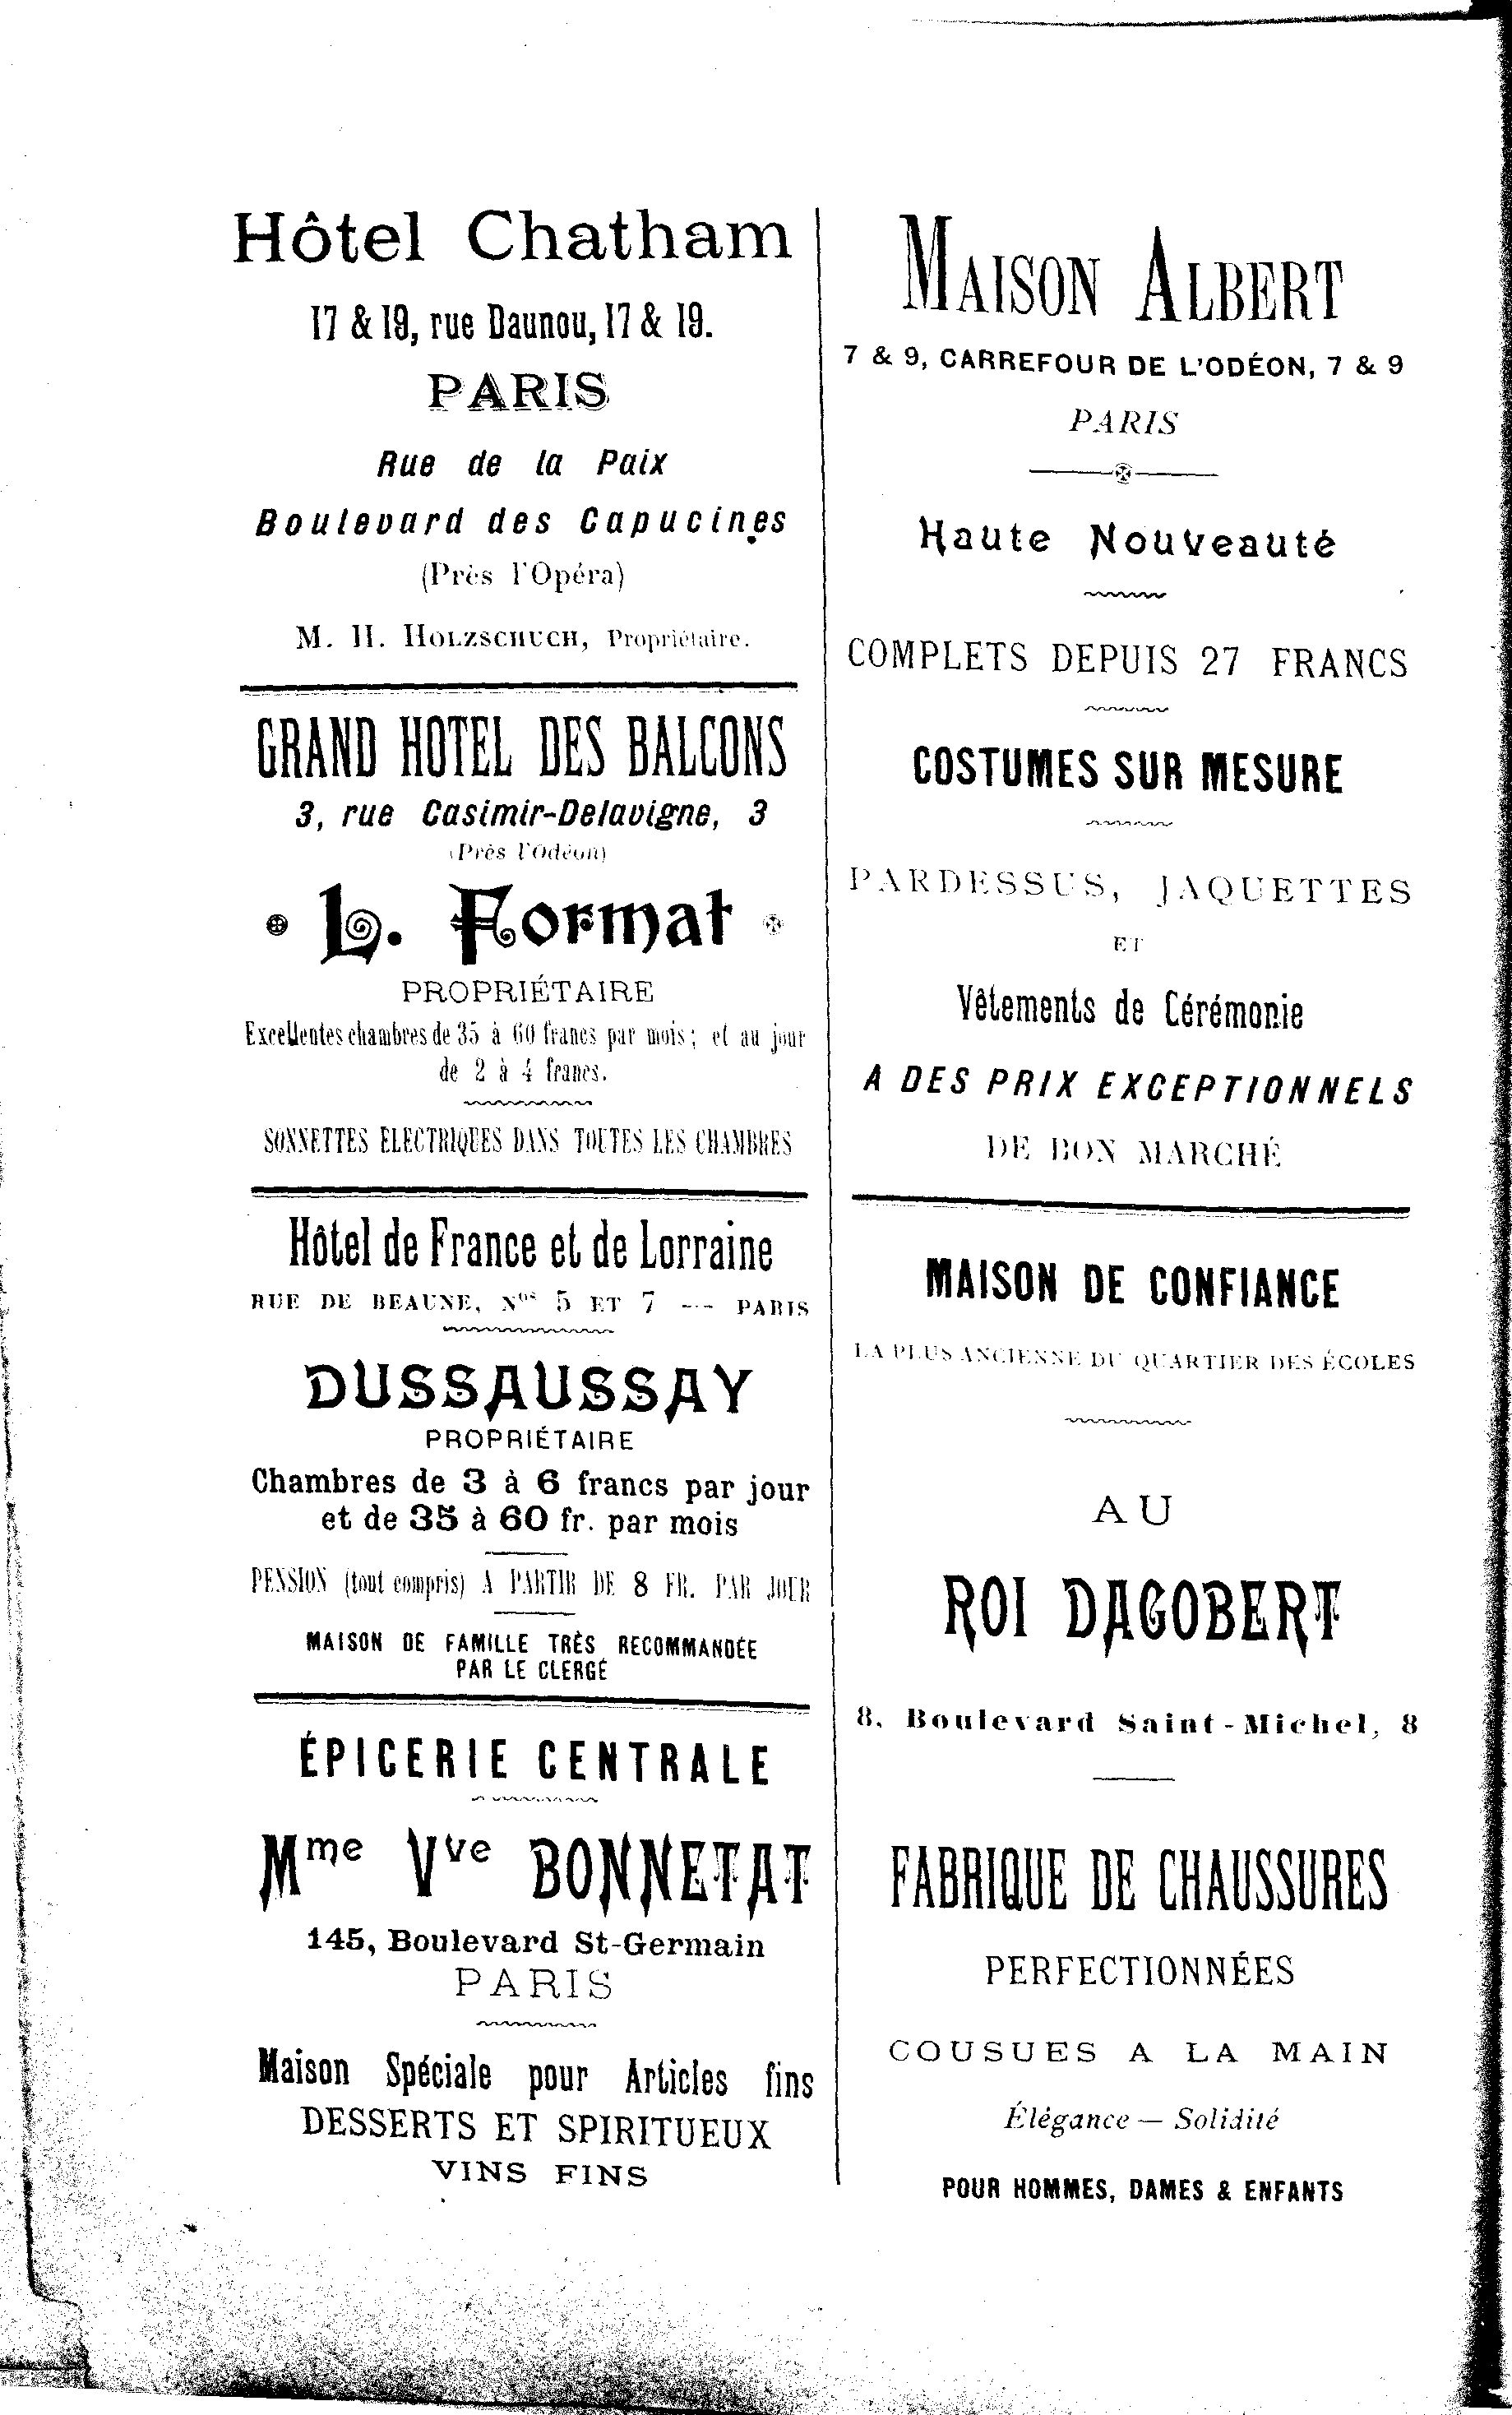 Hôtel Chatham
17 & 19, rue Daunou, 17 & 19.
PARIS
Rue de la Paix
Boulevard des Capucines
(Près l'Opéra)
M. H. HOLZSCHUCH, Propriétaire.
GRAND HOTEL DES BALCONS
3, rue Casimir-Delavigne, 3
(Près l'Odéon)
L. Format
PROPRIÉTAIRE
Excellentes chambres de 35 à 60 francs par mois; et au jour
de 2 à 4 francs.
SONNETTES ELECTRIQUES DANS TOUTES LES CHAMBRES
Hôtel de France et de Lorraine
RUE DE BEAUNE, Nos 5 ET 7 — PARIS
DUSSAUSSAY
PROPRIÉTAIRE
Chambres de 3 à 6 francs par jour
et de 35 à 60 fr. par mois
PENSION (tout compris) A PARTIR DE 8 FR. PAR JOUR
MAISON DE FAMILLE TRÈS RECOMMANDÉE
PAR LE CLERGÉ
ÉPICERIE CENTRALE
Mme Vve BONNETAT
145, Boulevard St-Germain
PARIS
Maison Spéciale pour Articles fins
DESSERTS ET SPIRITUEUX
VINS FINS
MAISON ALBERT
7 & 9, CARREFOUR DE L'ODÉON, 7 & 9
PARIS
Haute Nouveauté
COMPLETS DEPUIS 27 FRANCS
COSTUMES SUR MESURE
PARDESSUS, JAQUETTES
ET
Vêtements de Cérémonie
A DES PRIX EXCEPTIONNELS
DE BON MARCHÉ
MAISON DE CONFIANCE
LA PLUS ANCIENNE DU QUARTIER DES ÉCOLES
AU
ROI DAGOBERT
8, Boulevard Saint-Michel, 8
FABRIQUE DE CHAUSSURES
PERFECTIONNÉES
COUSUES A LA MAIN
Élégance — Solidité
POUR HOMMES, DAMES & ENFANTS